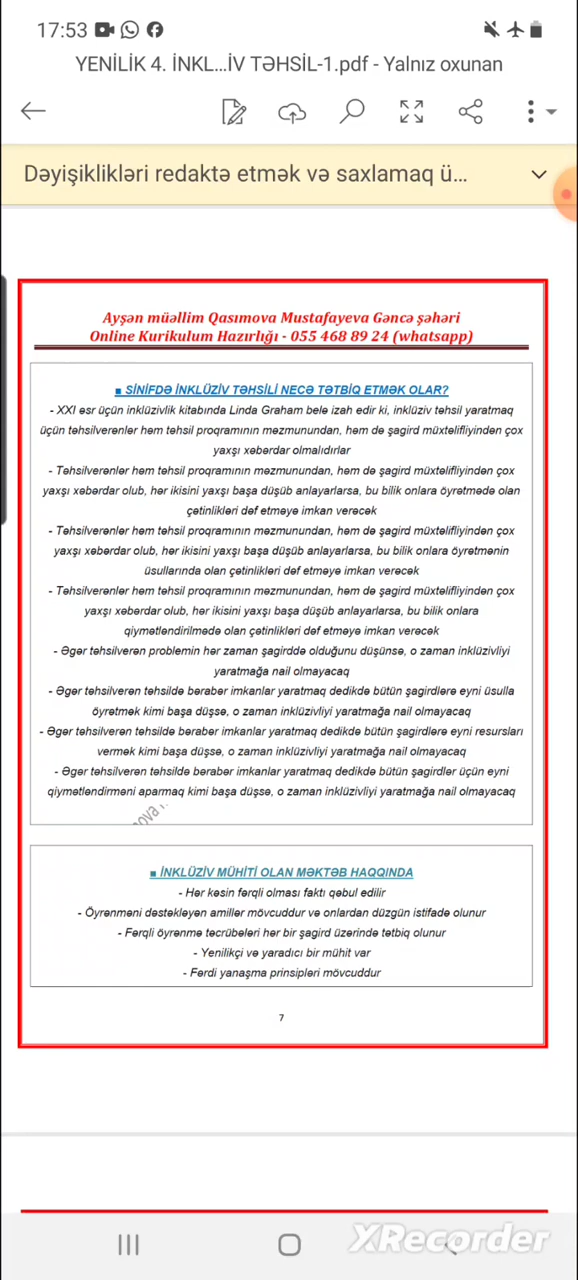 17:53
YENİLİK 4. İNKL...İV TƏHSİL-1.pdf - Yalnız oxunan
Dəyişiklikləri redaktə etmək və saxlamaq ü...
Ayşən müəllim Qasımova Mustafayeva Gəncə şəhəri
Online Kurikulum Hazırlığı - 055 468 89 24 (whatsapp)
■ SİNİFDƏ İNKLÜZİV TƏHSİLİ NECƏ TƏTBİQ ETMƏK OLAR?
- XXI əsr üçün inklüzivlik kitabında Linda Graham belə izah edir ki, inklüziv təhsil yaratmaq
üçün təhsilverənlər həm təhsil proqramının məzmunundan, həm də şagird müxtəlifliyindən çox
yaxşı xəbərdar olmalıdırlar
- Təhsilverənlər həm təhsil proqramının məzmunundan, həm də şagird müxtəlifliyindən çox
yaxşı xəbərdar olub, hər ikisini yaxşı başa düşüb anlayarlarsa, bu bilik onlara öyrətmədə olan
çətinlikləri dəf etməyə imkan verəcək
- Təhsilverənlər həm təhsil proqramının məzmunundan, həm də şagird müxtəlifliyindən çox
yaxşı xəbərdar olub, hər ikisini yaxşı başa düşüb anlayarlarsa, bu bilik onlara öyrətmənin
üsullarında olan çətinlikləri dəf etməyə imkan verəcək
- Təhsilverənlər həm təhsil proqramının məzmunundan, həm də şagird müxtəlifliyindən çox
yaxşı xəbərdar olub, hər ikisini yaxşı başa düşüb anlayarlarsa, bu bilik onlara
qiymətləndirilmədə olan çətinlikləri dəf etməyə imkan verəcək
- Əgər təhsilverən problemin hər zaman şagirddə olduğunu düşünsə, o zaman inklüzivliyi
yaratmağa nail olmayacaq
- Əgər təhsilverən təhsildə bərabər imkanlar yaratmaq dedikdə bütün şagirdlərə eyni üsulla
öyrətmək kimi başa düşsə, o zaman inklüzivliyi yaratmağa nail olmayacaq
- Əgər təhsilverən təhsildə bərabər imkanlar yaratmaq dedikdə bütün şagirdlərə eyni resursları
vermək kimi başa düşsə, o zaman inklüzivliyi yaratmağa nail olmayacaq
- Əgər təhsilverən təhsildə bərabər imkanlar yaratmaq dedikdə bütün şagirdlər üçün eyni
qiymətləndirməni aparmaq kimi başa düşsə, o zaman inklüzivliyi yaratmağa nail olmayacaq
■ İNKLÜZİV MÜHİTİ OLAN MƏKTƏB HAQQINDA
- Hər kəsin fərqli olması faktı qəbul edilir
- Öyrənməni dəstəkləyən amillər mövcuddur və onlardan düzgün istifadə olunur
- Fərqli öyrənmə təcrübələri hər bir şagird üzərində tətbiq olunur
- Yenilikçi və yaradıcı bir mühit var
- Fərdi yanaşma prinsipləri mövcuddur
7
XRecorder